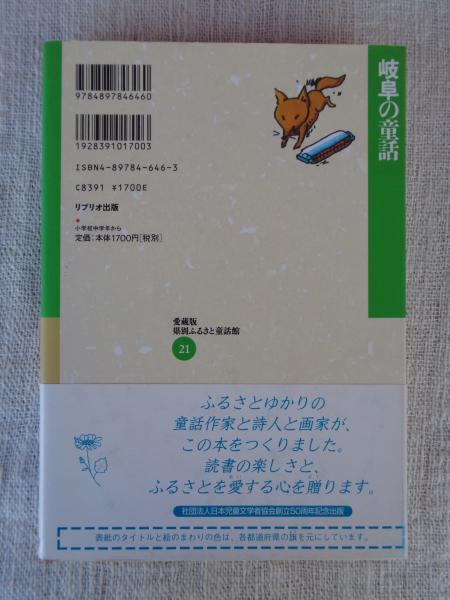 岐阜の童話
9784897846460
1928391017003
ISBN4-89784-646-3
C8391 ¥1700E
リブリオ出版
小学校中学年から
定価:本体1700円[税別]
愛蔵版
県別ふるさと童話館
21
ふるさとゆかりの
童話作家と詩人と画家が、
この本をつくりました。
読書の楽しさと、
ふるさとを愛する心を贈ります。
社団法人日本児童文学者協会創立50周年記念出版
表紙のタイトルと絵のまわりの色は、各都道府県の旗を元にしています。